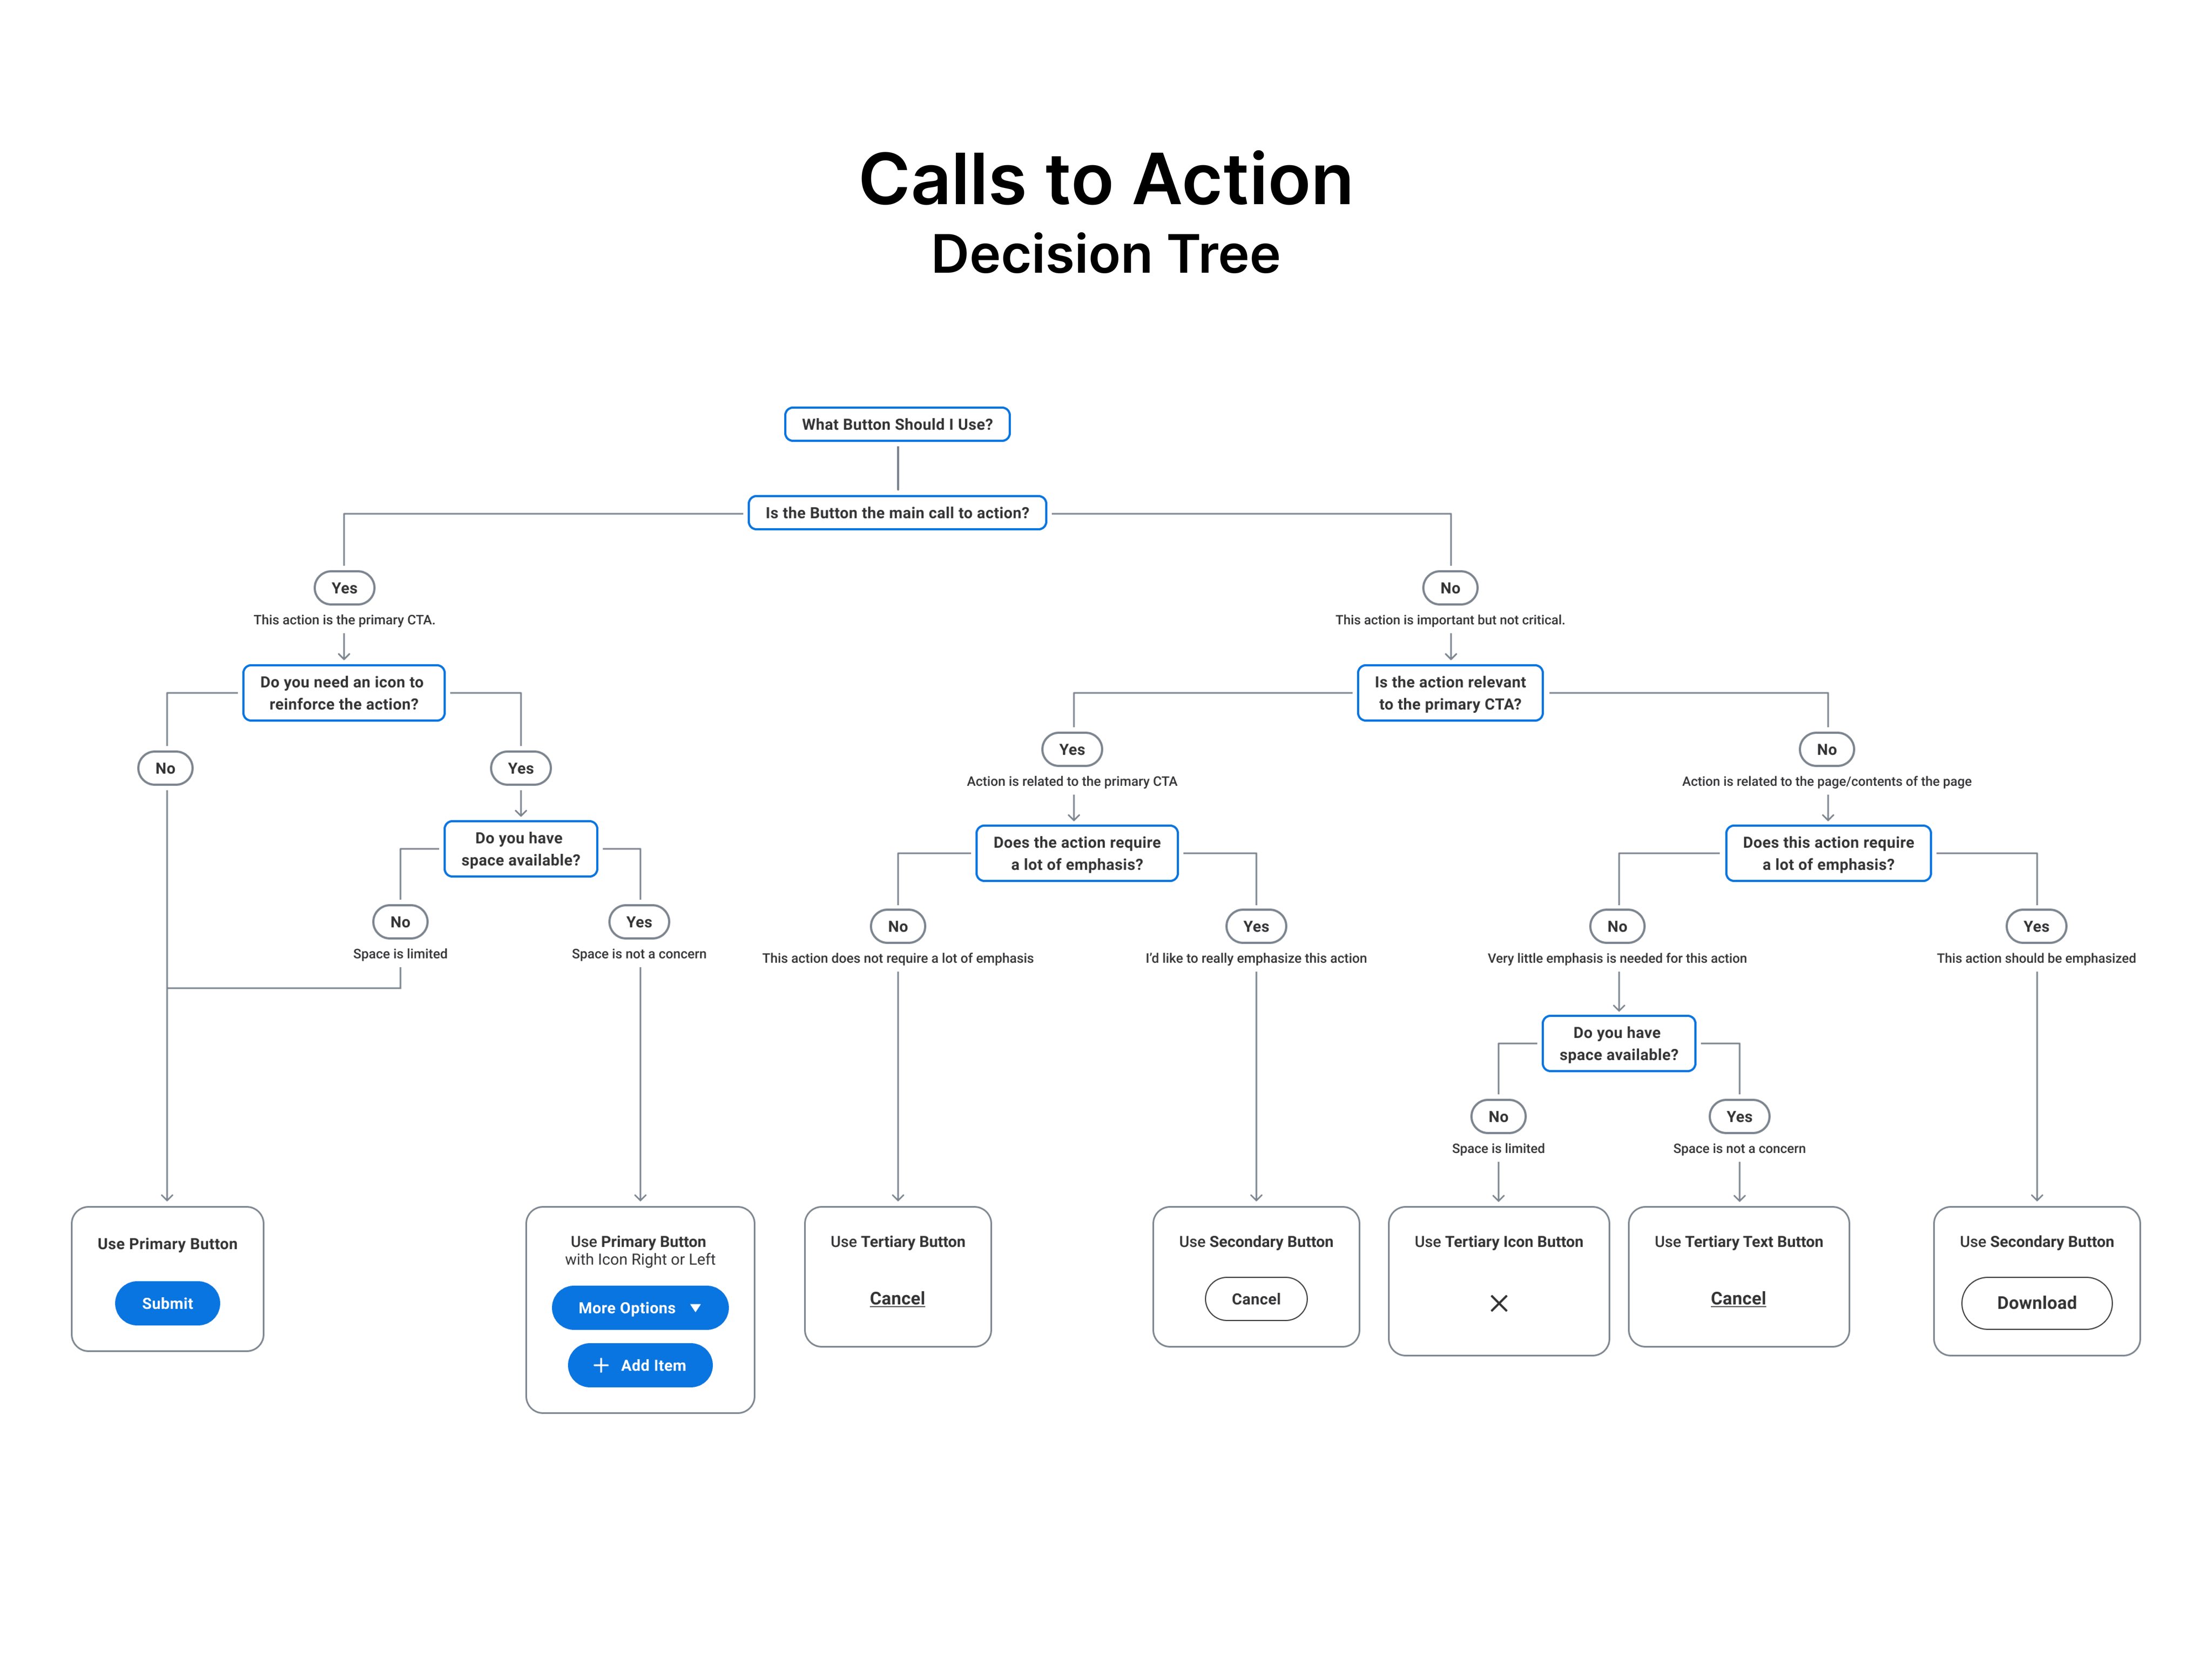 Calls to Action
Decision Tree
What Button Should I Use?
Is the Button the main call to action?
Yes
This action is the primary CTA.
No
This action is important but not critical.
Do you need an icon to
reinforce the action?
Is the action relevant
to the primary CTA?
No
Yes
Yes
Action is related to the primary CTA
No
Action is related to the page/contents of the page
Do you have
space available?
Does the action require
a lot of emphasis?
Does this action require
a lot of emphasis?
No
Space is limited
Yes
Space is not a concern
No
This action does not require a lot of emphasis
Yes
I'd like to really emphasize this action
No
Very little emphasis is needed for this action
Yes
This action should be emphasized
Do you have
space available?
No
Space is limited
Yes
Space is not a concern
Use Primary Button
Submit
Use Primary Button
with Icon Right or Left
More Options
Add Item
Use Tertiary Button
Cancel
Use Secondary Button
Cancel
Use Tertiary Icon Button
Use Tertiary Text Button
Cancel
Use Secondary Button
Download